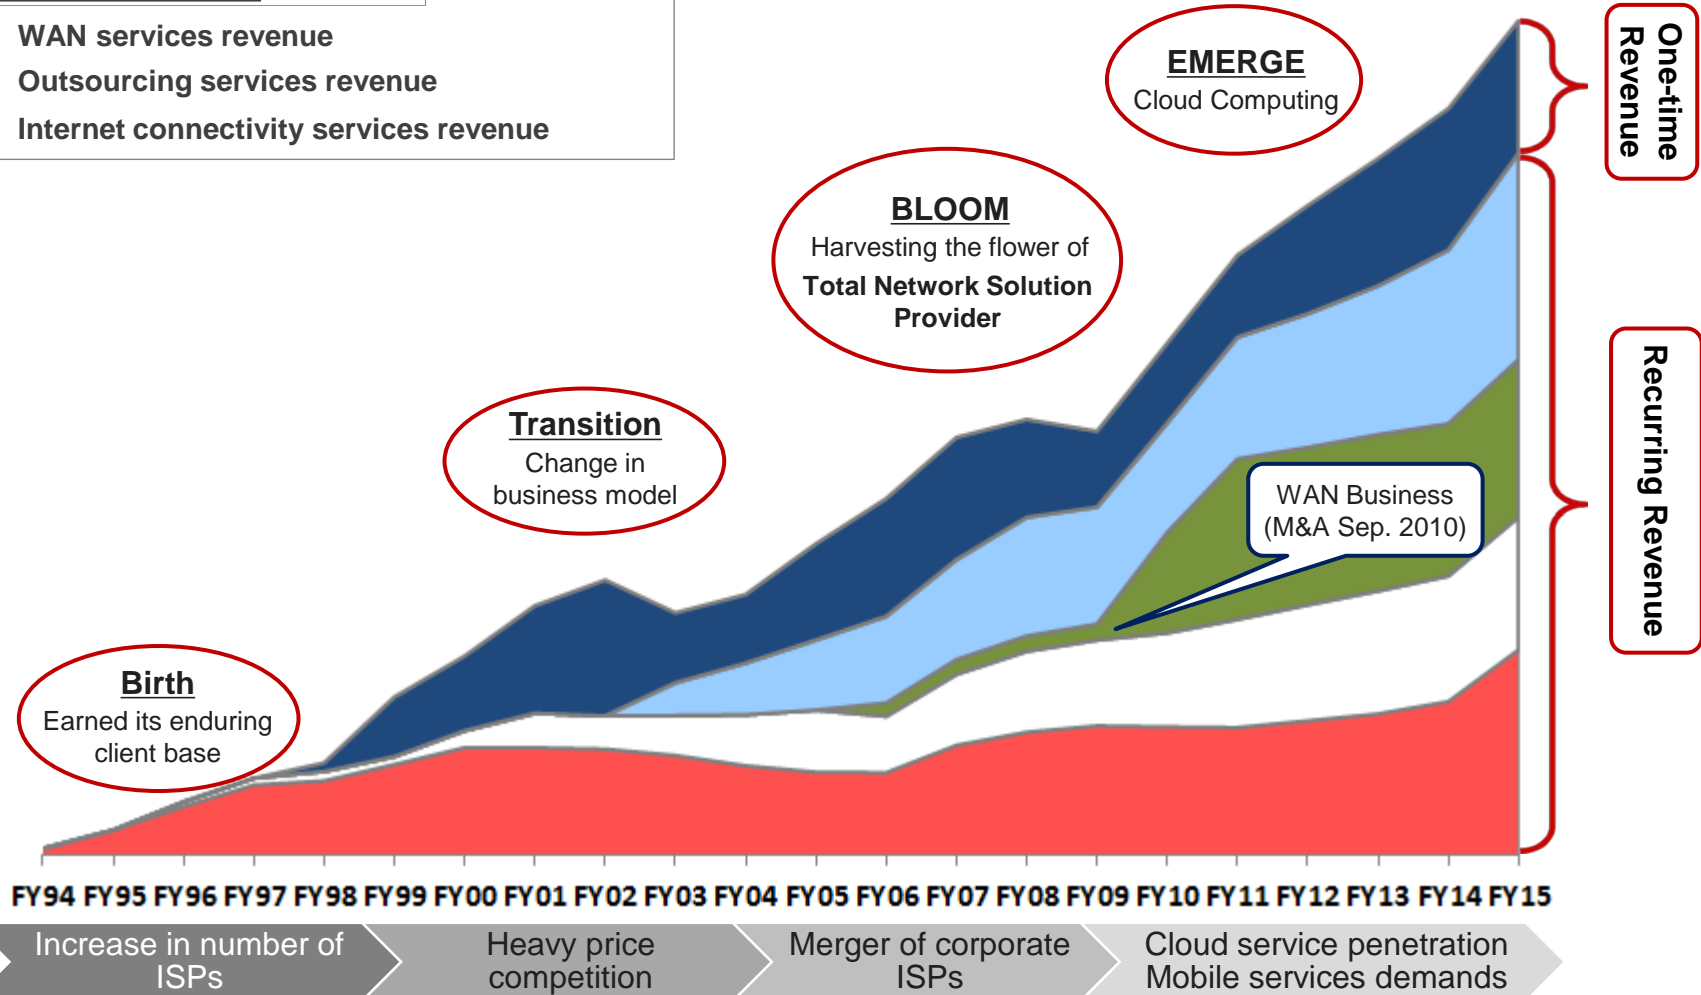 WAN services revenue
Outsourcing services revenue
Internet connectivity services revenue
EMERGE
Cloud Computing
One-time
Revenue
BLOOM
Harvesting the flower of
Total Network Solution
Provider
Transition
Change in
business model
Recurring Revenue
WAN Business
(M&A Sep. 2010)
Birth
Earned its enduring
client base
FY94 FY95 FY96 FY97 FY98 FY99 FY00 FY01 FY02 FY03 FY04 FY05 FY06 FY07 FY08 FY09 FY10 FY11 FY12 FY13 FY14 FY15
Increase in number of
ISPs
Heavy price
competition
Merger of corporate
ISPs
Cloud service penetration
Mobile services demands